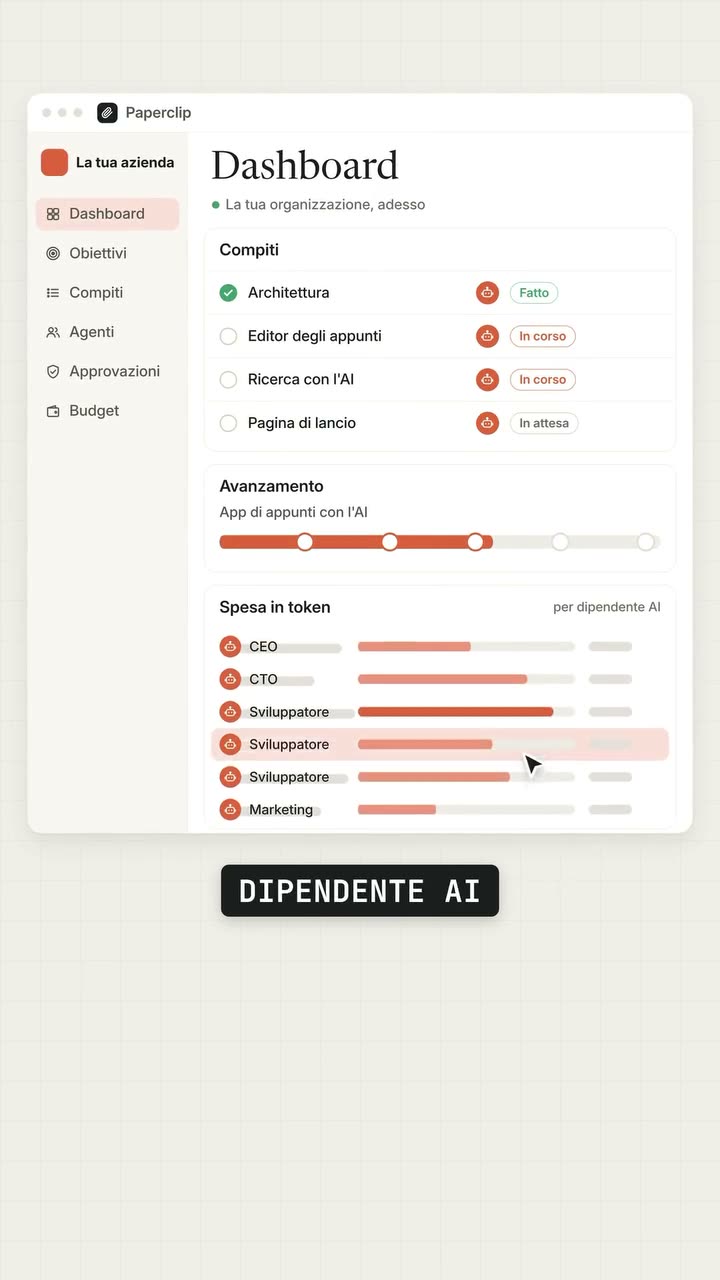 Paperclip
La tua azienda
Dashboard
Obiettivi
Compiti
Agenti
Approvazioni
Budget
Dashboard
La tua organizzazione, adesso
Compiti
Architettura Fatto
Editor degli appunti In corso
Ricerca con l'AI In corso
Pagina di lancio In attesa
Avanzamento
App di appunti con l'AI
Spesa in token per dipendente AI
CEO
CTO
Sviluppatore
Sviluppatore
Sviluppatore
Marketing
DIPENDENTE AI